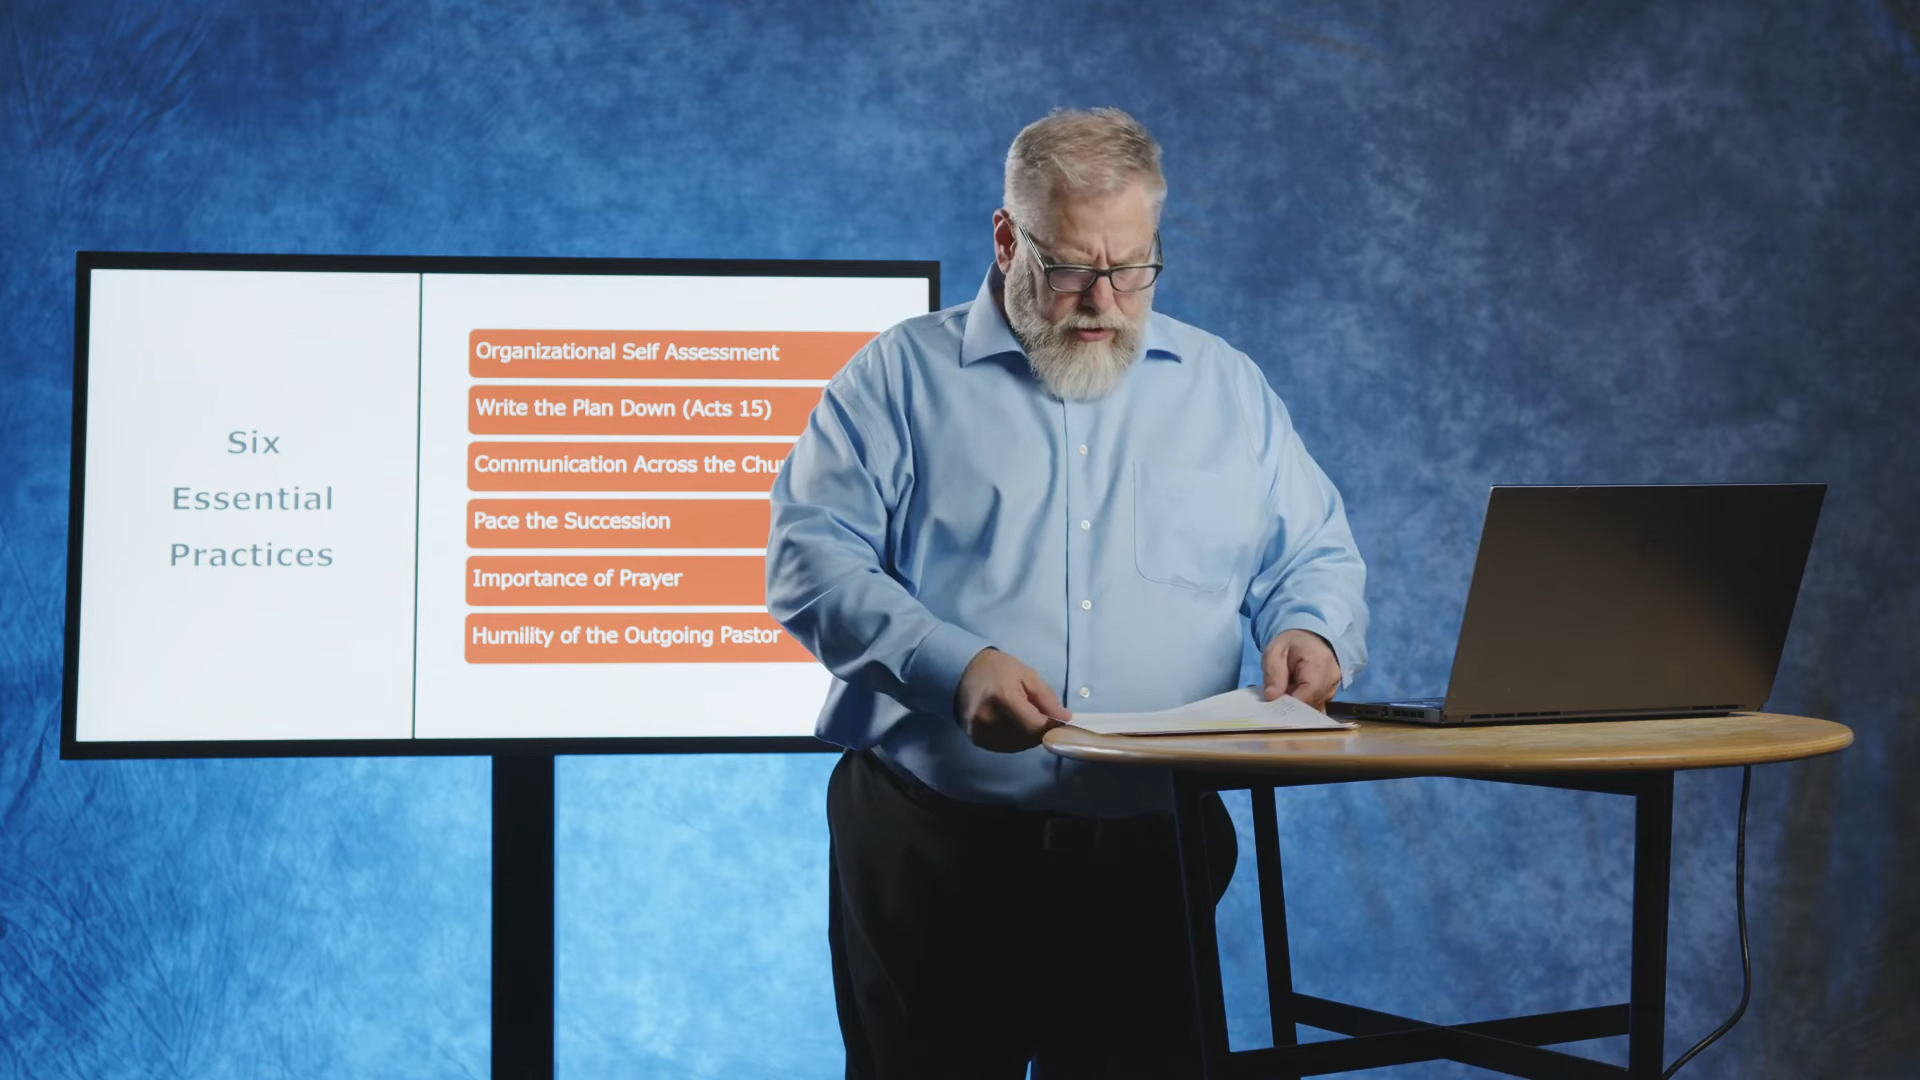 Six
Essential
Practices
Organizational Self Assessment
Write the Plan Down (Acts 15)
Communication Across the
Pace the Succession
Importance of Prayer
Humility of the Outgoing Pastor